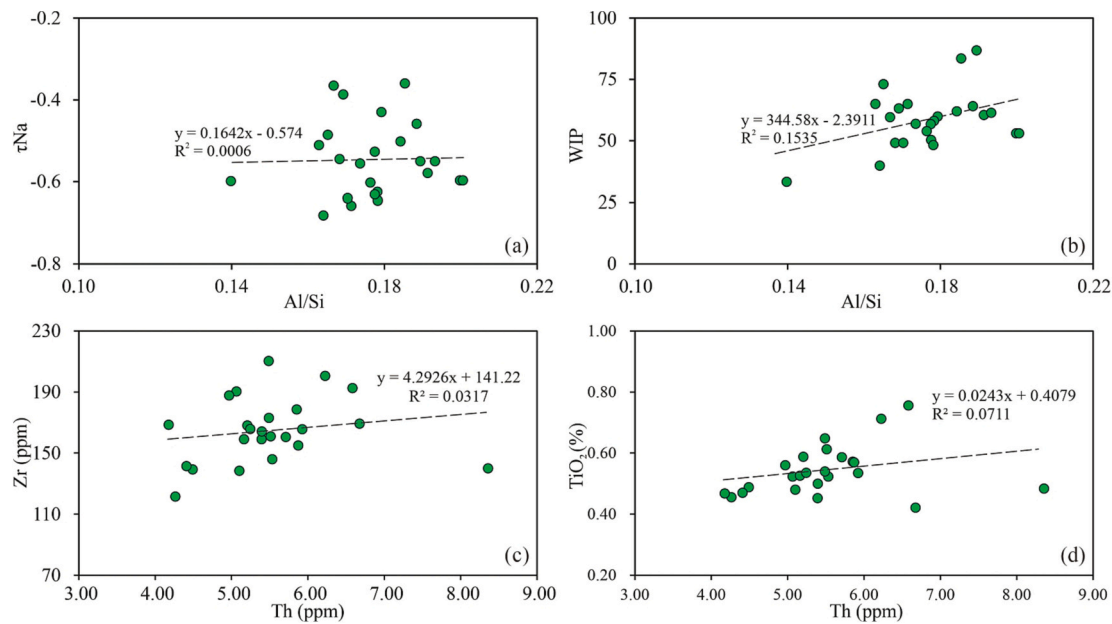 -0.2
-0.4
-0.6
-0.8
τNa
y = 0.1642x - 0.574
R² = 0.0006
(a)
0.10
0.14
0.18
0.22
Al/Si
100
75
50
25
0
WIP
y = 344.58x - 2.3911
R² = 0.1535
(b)
0.10
0.14
0.18
0.22
Al/Si
230
190
150
110
70
Zr (ppm)
y = 4.2926x + 141.22
R² = 0.0317
(c)
3.00
4.00
5.00
6.00
7.00
8.00
9.00
Th (ppm)
1.00
0.80
0.60
0.40
0.20
TiO₂(%)
y = 0.0243x + 0.4079
R² = 0.0711
(d)
3.00
4.00
5.00
6.00
7.00
8.00
9.00
Th (ppm)